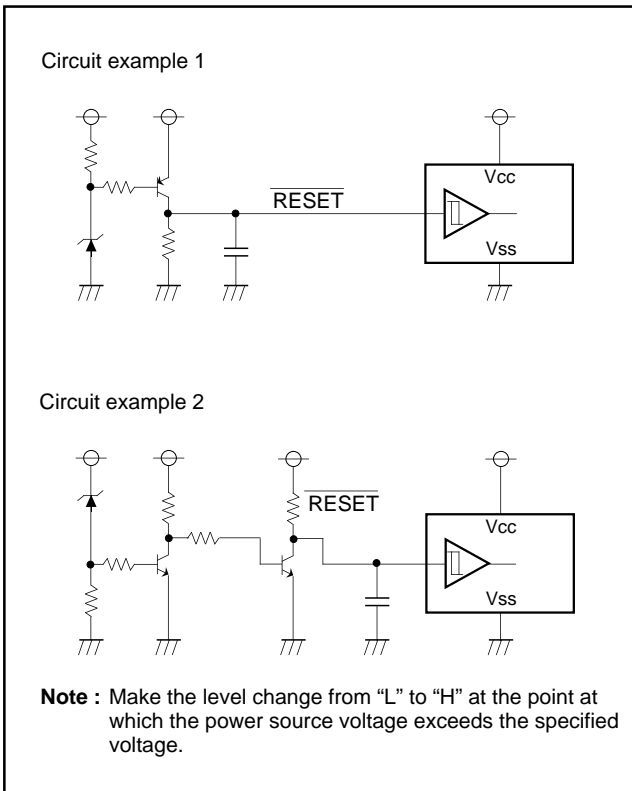 Circuit example 1
RESET
Vcc
Vss
Circuit example 2
RESET
Vcc
Vss
Note : Make the level change from “L” to “H” at the point at
which the power source voltage exceeds the specified
voltage.